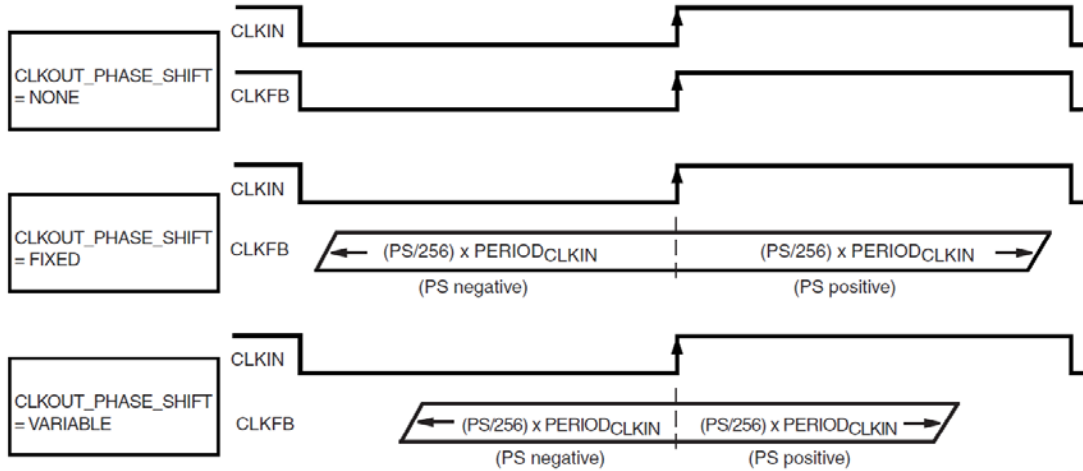 CLKIN
CLKOUT_PHASE_SHIFT
= NONE
CLKFB
CLKIN
CLKOUT_PHASE_SHIFT
= FIXED
CLKFB
(PS/256) x PERIODCLKIN
(PS/256) x PERIODCLKIN
(PS negative)
(PS positive)
CLKIN
CLKOUT_PHASE_SHIFT
= VARIABLE
CLKFB
(PS/256) x PERIODCLKIN
(PS/256) x PERIODCLKIN
(PS negative)
(PS positive)